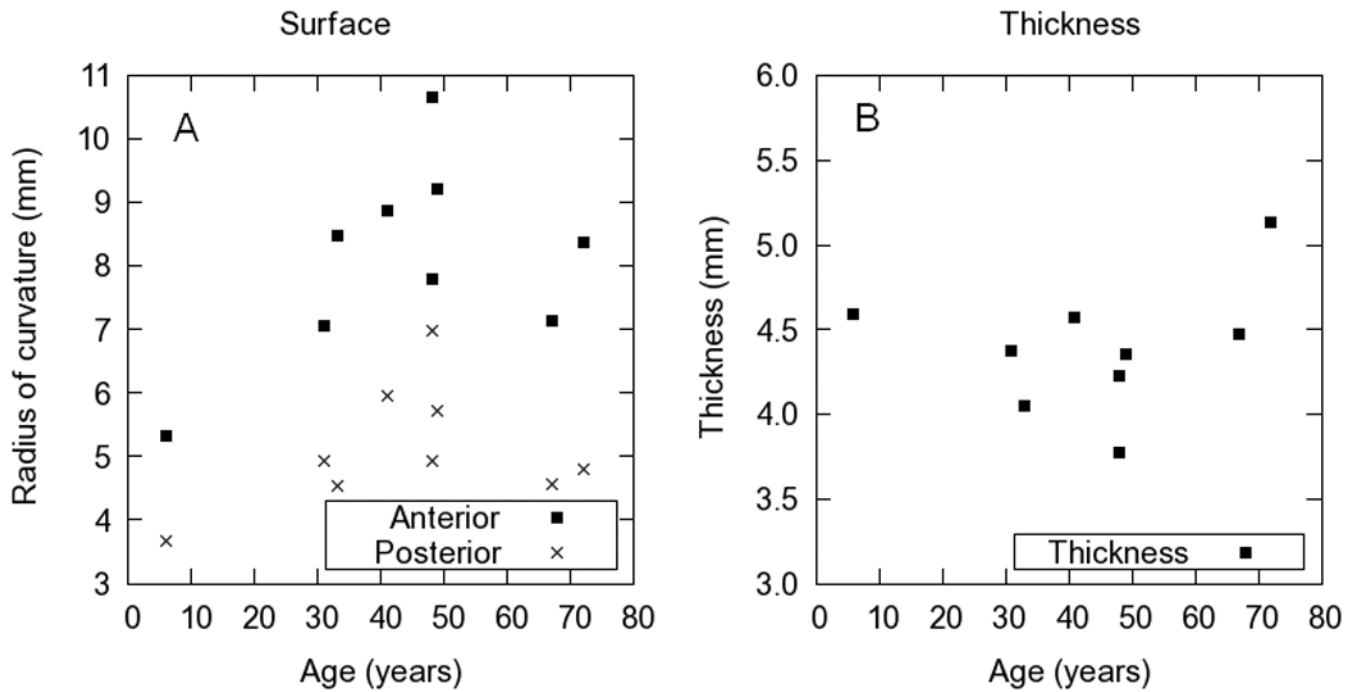 Surface
11
10
9
8
7
6
5
4
3
Radius of curvature (mm)
A
Anterior
Posterior
0 10 20 30 40 50 60 70 80
Age (years)
Thickness
6.0
5.5
5.0
4.5
4.0
3.5
3.0
Thickness (mm)
B
Thickness
0 10 20 30 40 50 60 70 80
Age (years)